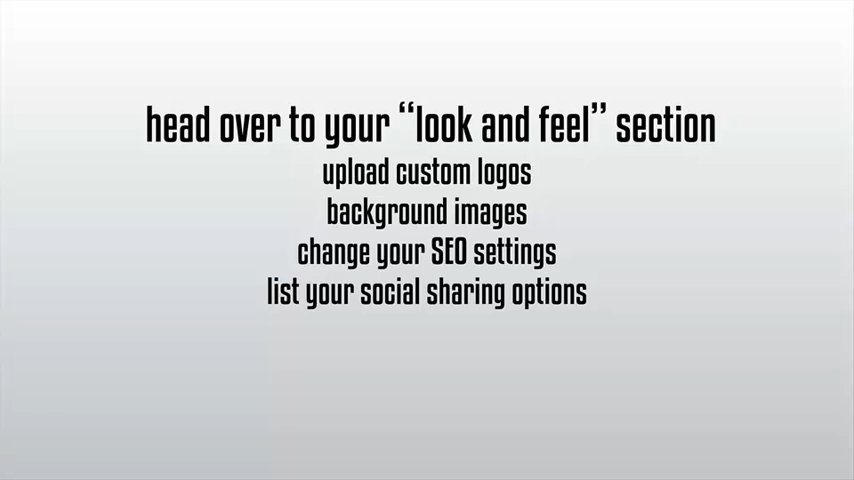 head over to your “look and feel” section
upload custom logos
background images
change your SEO settings
list your social sharing options